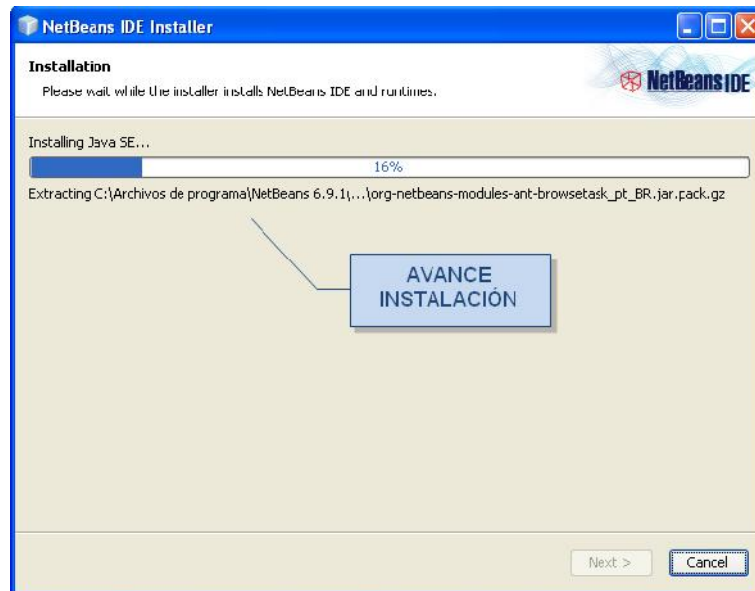 NetBeans IDE Installer
Installation
NetBeans IDE
Please wait while the installer installs NetBeans IDE and runtimes.
Installing Java SE...
16%
Extracting C:\Archivos de programa\NetBeans 6.9.1\...\org-netbeans-modules-ant-browsetask_pt_BR.jar.pack.gz
AVANCE
INSTALACIÓN
Next >
Cancel